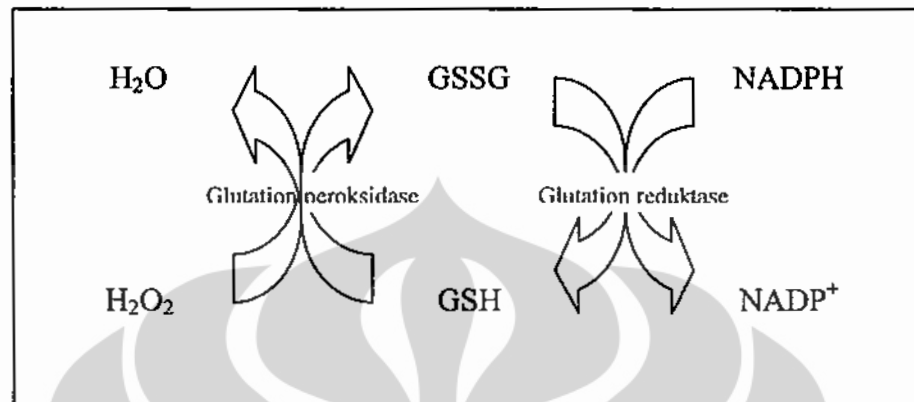 H₂O GSSG NADPH
Glutation peroksidase Glutation reduktase
H₂O₂ GSH NADP⁺